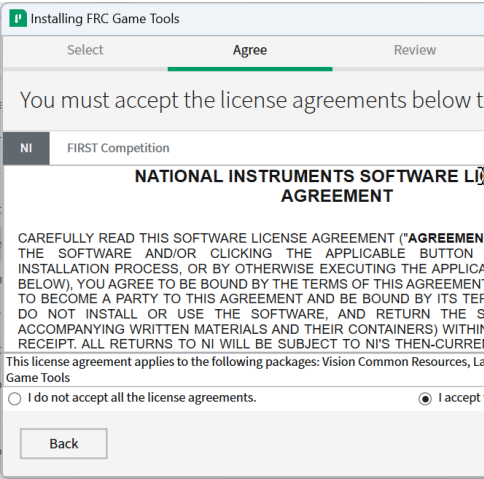 Installing FRC Game Tools
Select Agree Review
You must accept the license agreements below
NI FIRST Competition
NATIONAL INSTRUMENTS SOFTWARE
AGREEMENT
CAREFULLY READ THIS SOFTWARE LICENSE AGREEMENT ("AGREEMEN
THE SOFTWARE AND/OR CLICKING THE APPLICABLE BUTTON
INSTALLATION PROCESS, OR BY OTHERWISE EXECUTING THE APPLICA
BELOW), YOU AGREE TO BE BOUND BY THE TERMS OF THIS AGREEMENT
TO BECOME A PARTY TO THIS AGREEMENT AND BE BOUND BY ITS TER
DO NOT INSTALL OR USE THE SOFTWARE, AND RETURN THE S
ACCOMPANYING WRITTEN MATERIALS AND THEIR CONTAINERS) WITHIN
RECEIPT. ALL RETURNS TO NI WILL BE SUBJECT TO NI'S THEN-CURREN
This license agreement applies to the following packages: Vision Common Resources, La
Game Tools
I do not accept all the license agreements. I accept
Back